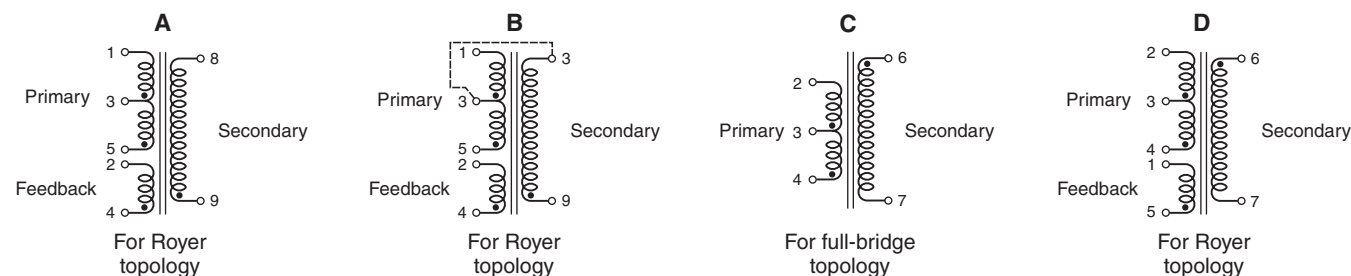 A
1
8
Primary
3
Secondary
5
2
Feedback
4
9
For Royer
topology
B
1
3
Primary
3
Secondary
5
2
Feedback
4
9
For Royer
topology
C
6
2
Primary
3
Secondary
4
7
For full-bridge
topology
D
2
6
Primary
3
Secondary
4
1
Feedback
7
5
For Royer
topology